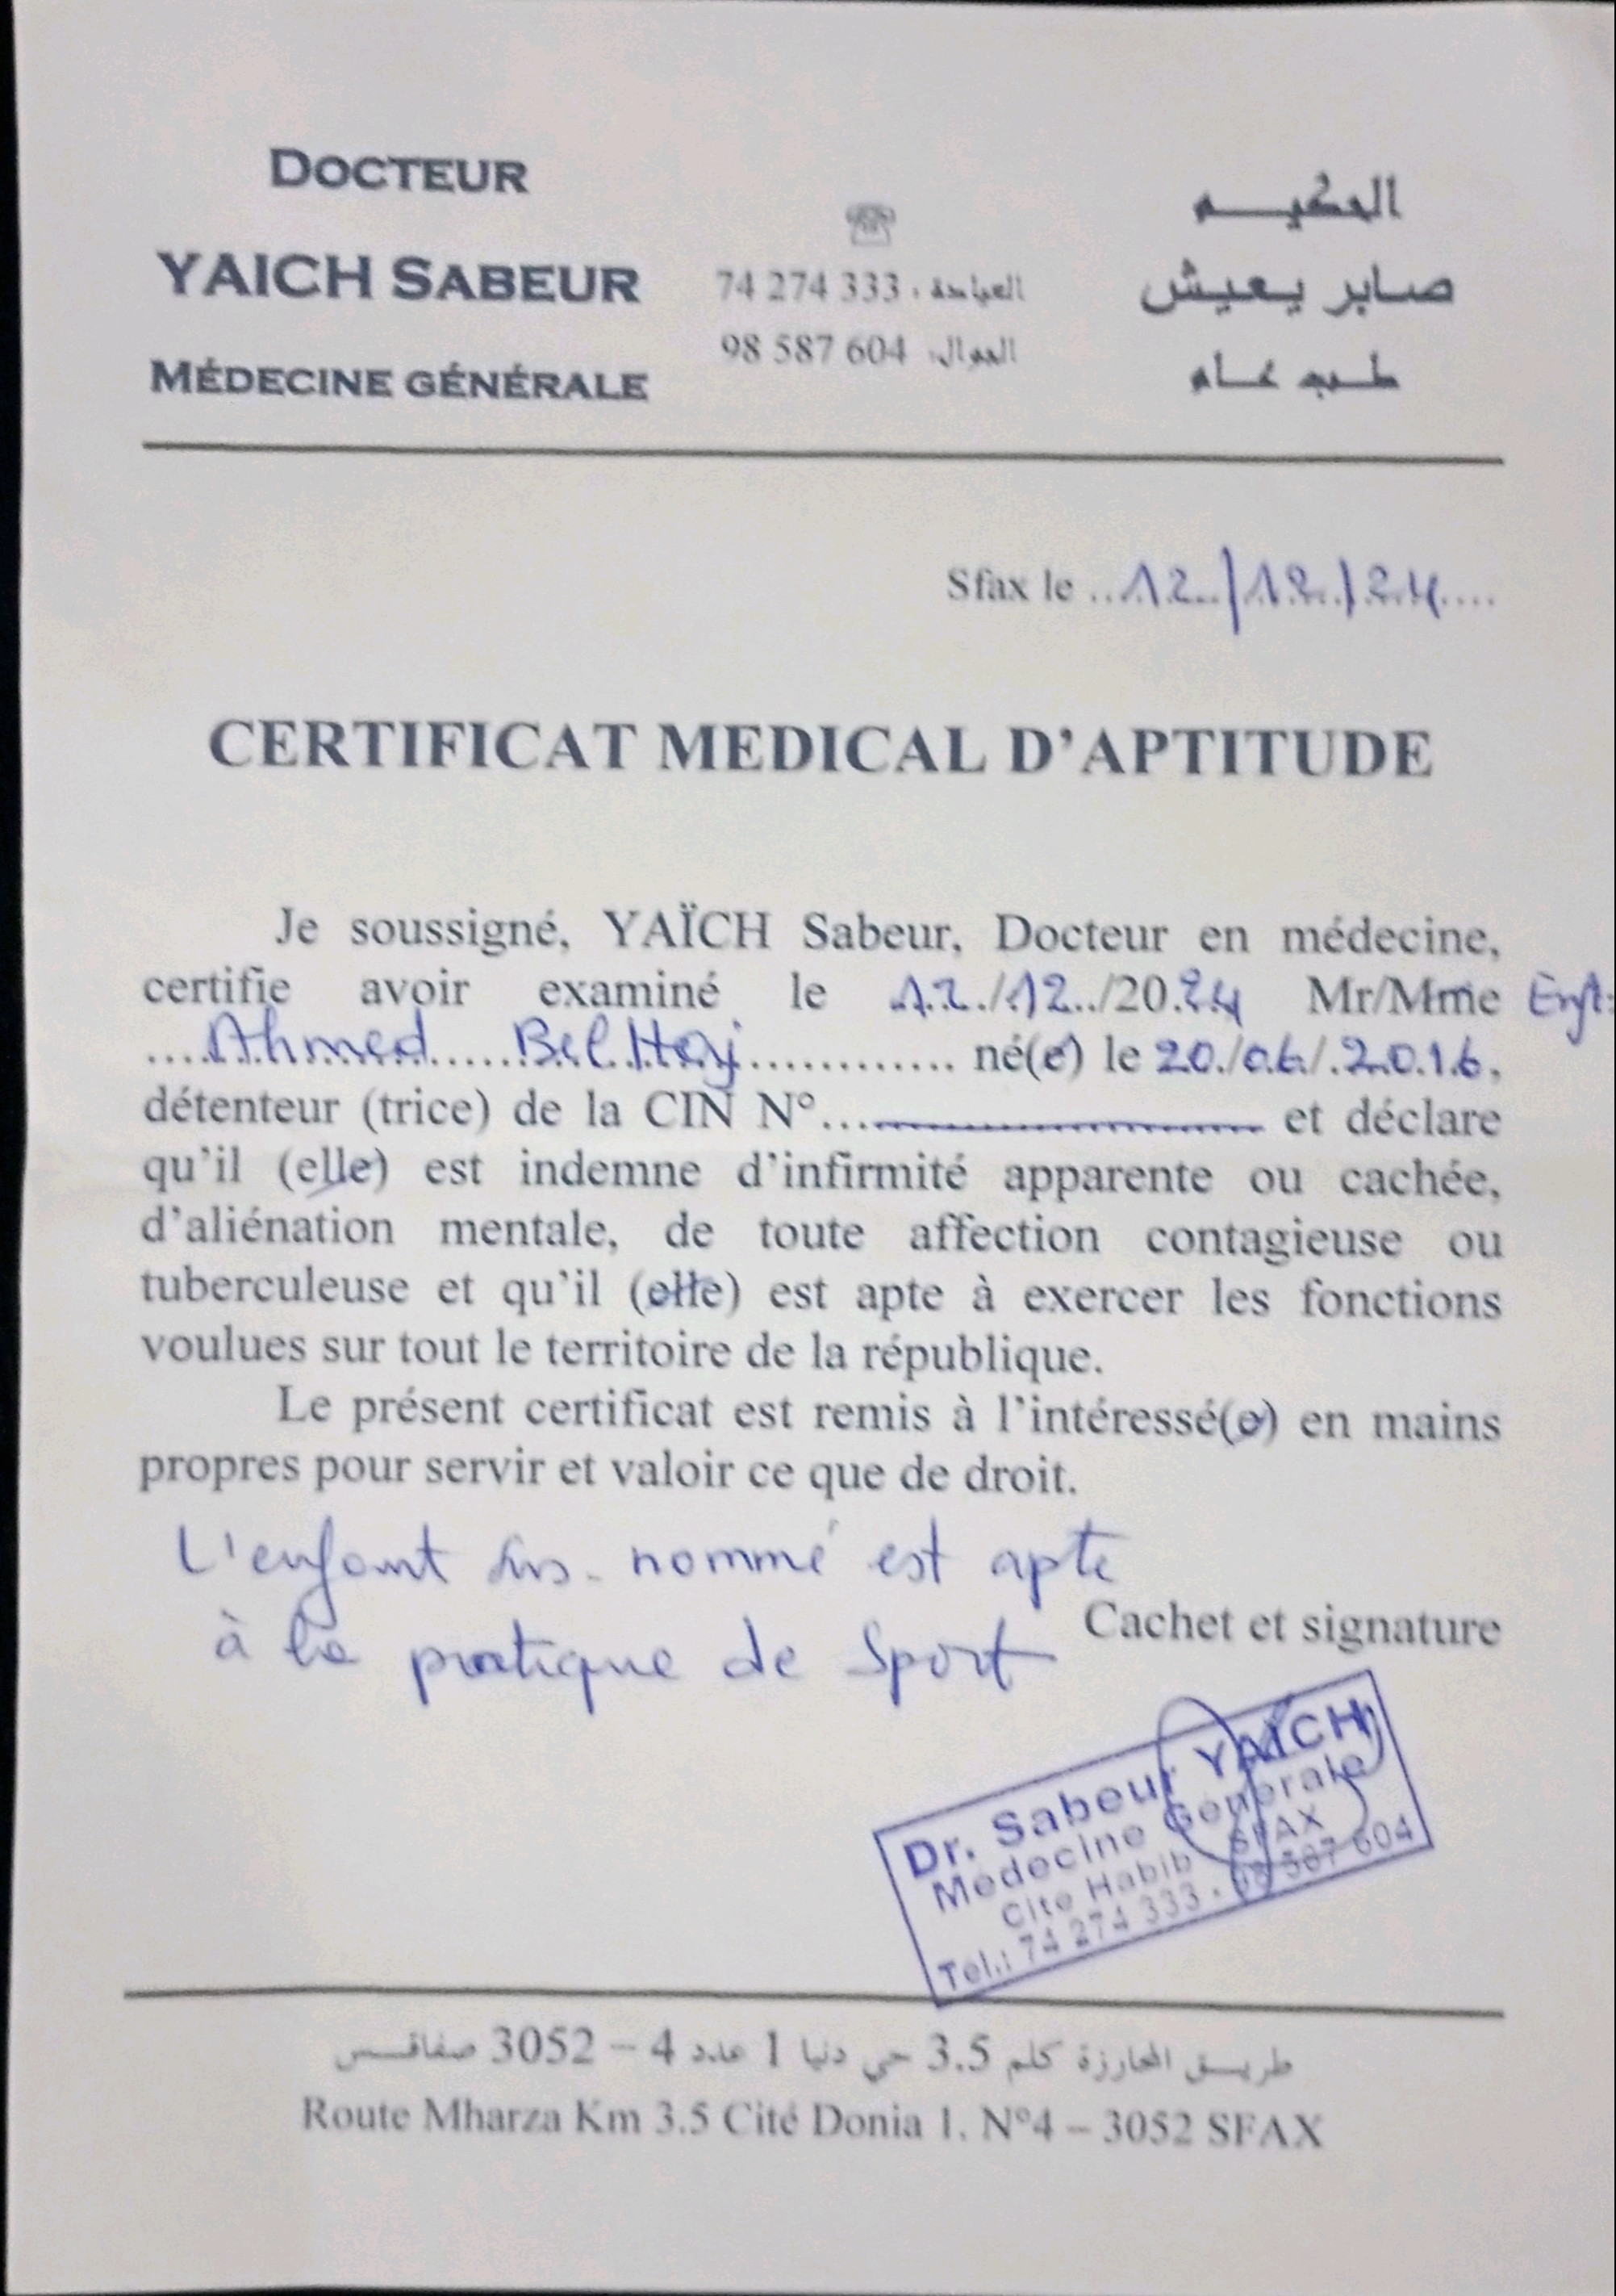 DOCTEUR
YAICH SABEUR
MÉDECINE GÉNÉRALE
العيادة : 74 274 333
الجوال: 98 587 604
الحكيم
صابر يعيش
طب عام
Sfax le ..12../12../24....
CERTIFICAT MEDICAL D'APTITUDE
Je soussigné, YAÏCH Sabeur, Docteur en médecine,
certifie avoir examiné le 12./12../20.24 Mr/Mme Enft:
....Ahmed.....Bel Haj............. né(e) le 20./06/.2016.
détenteur (trice) de la CIN N°... et déclare
qu'il (elle) est indemne d'infirmité apparente ou cachée,
d'aliénation mentale, de toute affection contagieuse ou
tuberculeuse et qu'il (elle) est apte à exercer les fonctions
voulues sur tout le territoire de la république.
Le présent certificat est remis à l'intéressé(e) en mains
propres pour servir et valoir ce que de droit.
L'enfant sus-nommé est apte
à la pratique de Sport
Cachet et signature
Dr. Sabeur YAICH
Médecine Générale
Cité Habib SFAX
Tél.: 74 274 333 - 98 587 604
طريق المحارزة كلم 3.5 حي دنيا 1 عدد 4 – 3052 صفاقس
Route Mharza Km 3.5 Cité Donia 1. N°4 – 3052 SFAX